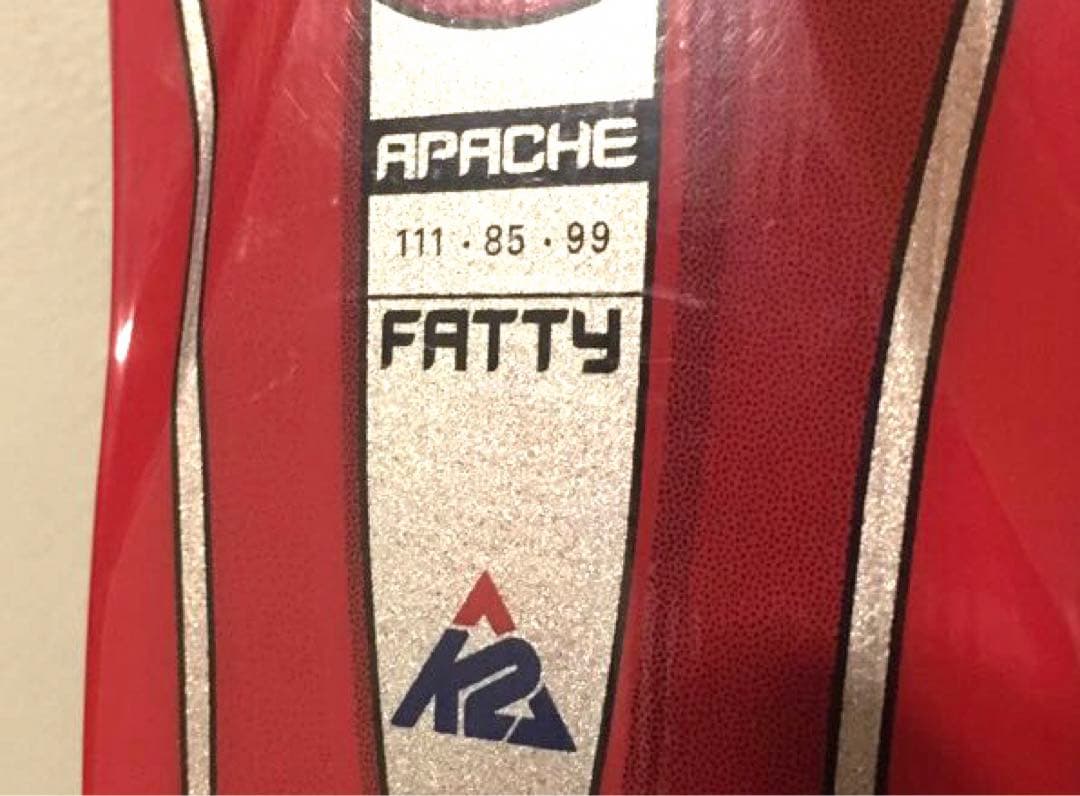 APACHE
111 · 85 · 99
FATTY
K2